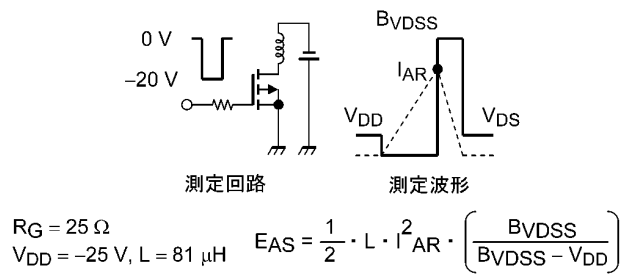 0 V
−20 V
BVDSS
IAR
VDD
VDS
測定回路
測定波形
RG = 25 Ω
VDD = −25 V, L = 81 μH
EAS = 1/2 · L · I²AR · (BVDSS / (BVDSS − VDD))